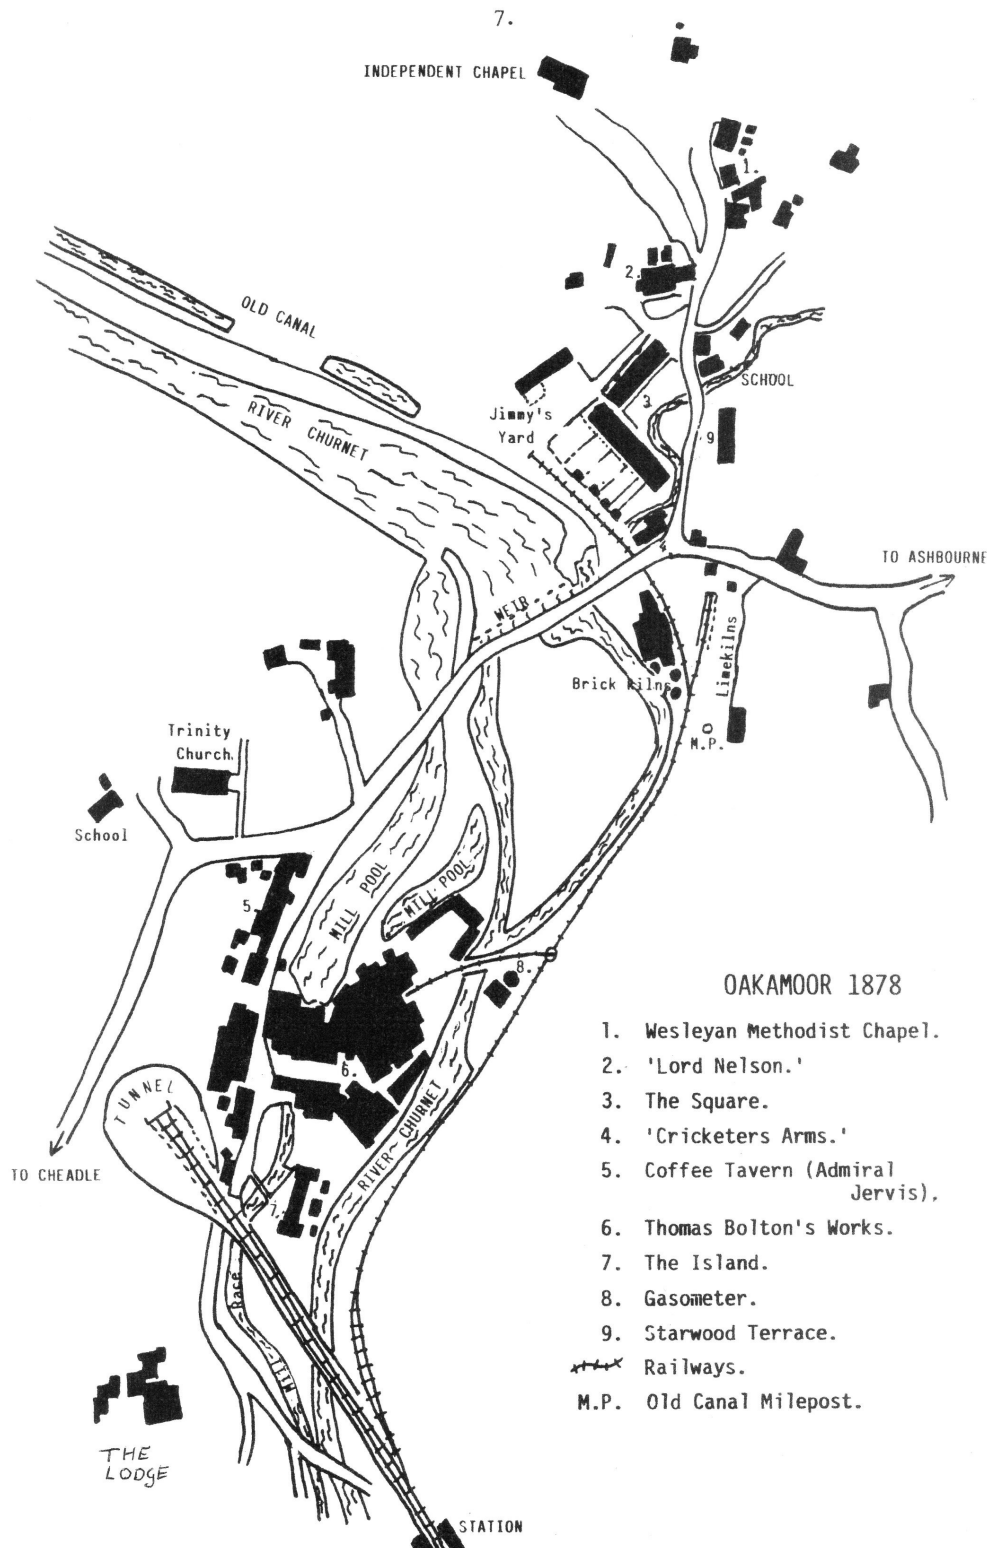 7.
INDEPENDENT CHAPEL
1.
2.
OLD CANAL
SCHOOL
3
RIVER CHURNET
Jimmy's
Yard
9
TO ASHBOURNE
WEIR
Limekilns
Brick kilns
M.P.
Trinity
Church.
School
MILL POOL
MILL POOL
5.
8.
6.
TUNNEL
RIVER CHURNET
TO CHEADLE
7.
Race
Mill
THE
LODGE
STATION
OAKAMOOR 1878
1. Wesleyan Methodist Chapel.
2. 'Lord Nelson.'
3. The Square.
4. 'Cricketers Arms.'
5. Coffee Tavern (Admiral
Jervis).
6. Thomas Bolton's Works.
7. The Island.
8. Gasometer.
9. Starwood Terrace.
Railways.
M.P. Old Canal Milepost.